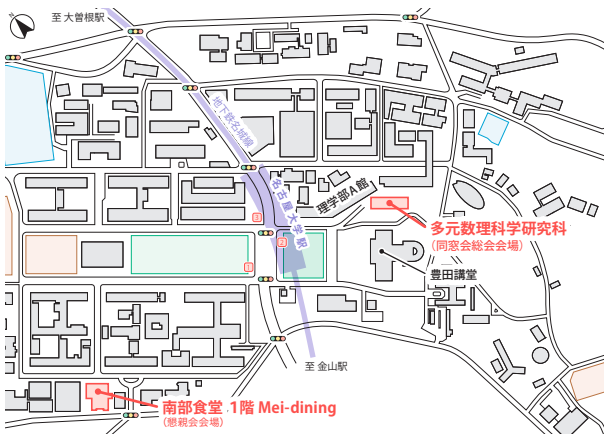 至 大曽根駅
地下鉄名城線
名古屋大学駅
理学部A館
3
多元数理科学研究科
(同窓会総会会場)
2
1
豊田講堂
至 金山駅
南部食堂 1階 Mei-dining
(懇親会会場)